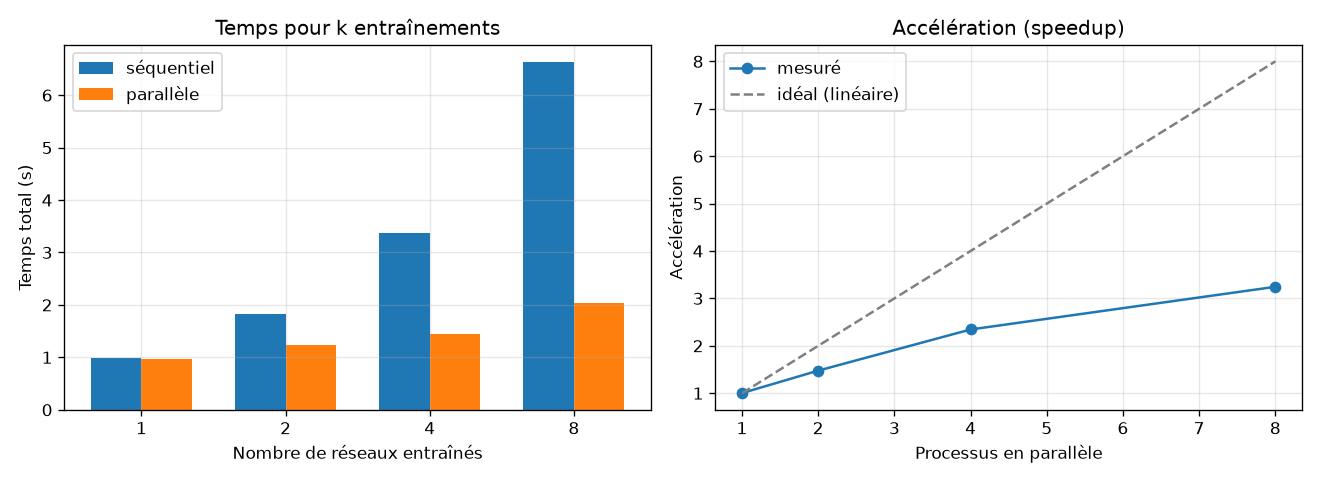 Temps pour k entraînements
séquentiel
parallèle
Temps total (s)
6
5
4
3
2
1
0
1 2 4 8
Nombre de réseaux entraînés
Accélération (speedup)
mesuré
idéal (linéaire)
Accélération
8
7
6
5
4
3
2
1
1 2 3 4 5 6 7 8
Processus en parallèle